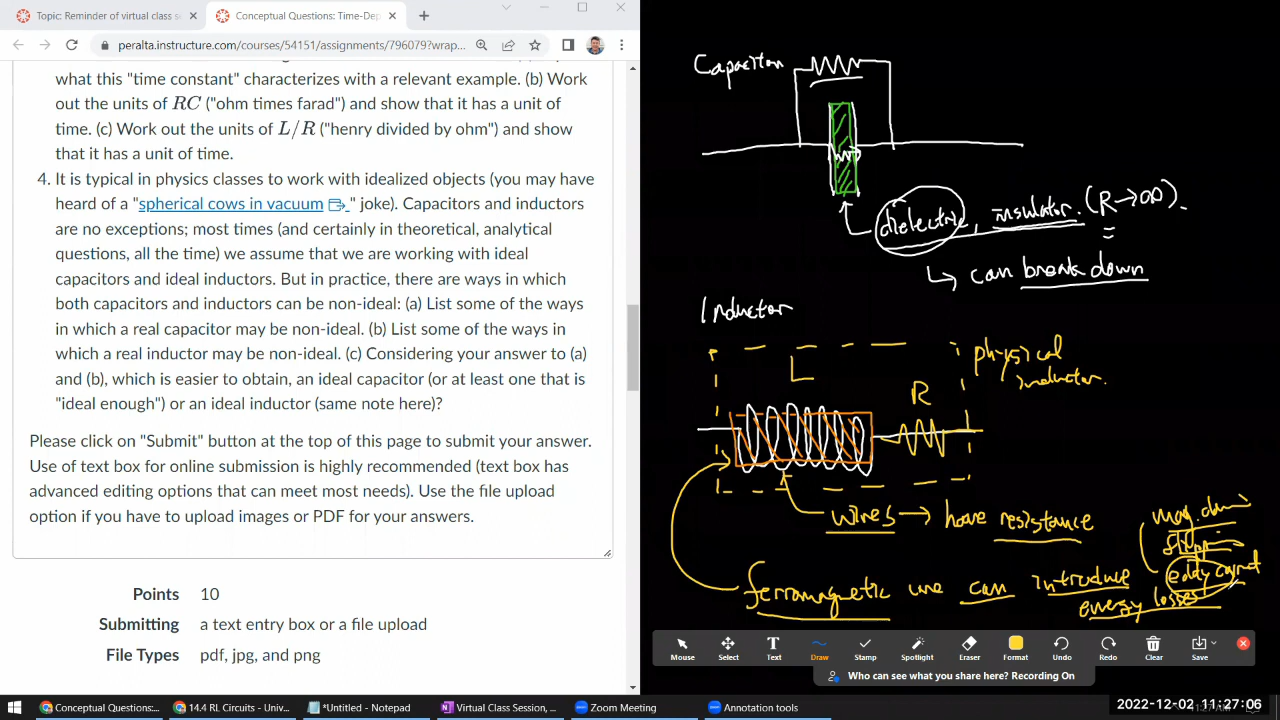 Topic: Reminder of virtual class se
Conceptual Questions: Time-De
peralta.instructure.com/courses/54151/assignments/796079?wrap...
what this "time constant" characterizes with a relevant example. (b) Work
out the units of RC ("ohm times farad") and show that it has a unit of
time. (c) Work out the units of L/R ("henry divided by ohm") and show
that it has a unit of time.
4. It is typical in physics classes to work with idealized objects (you may have
heard of a "spherical cows in vacuum " joke). Capacitors and inductors
are no exceptions; most times (and certainly in theoretical, analytical
questions, all the time) we assume that we are working with ideal
capacitors and ideal inductors. But in practice, there are ways in which
both capacitors and inductors can be non-ideal: (a) List some of the ways
in which a real capacitor may be non-ideal. (b) List some of the ways in
which a real inductor may be non-ideal. (c) Considering your answer to (a)
and (b), which is easier to obtain, an ideal capacitor (or at least one that is
"ideal enough") or an ideal inductor (same note here)?
Please click on "Submit" button at the top of this page to submit your answer.
Use of text box for online submission is highly recommended (text box has
advanced editing options that can meet most needs). Use the file upload
option if you have to upload images or PDF for your answers.
Points 10
Submitting a text entry box or a file upload
File Types pdf, jpg, and png
Capacitor
dielectric, insulator. (R→∞).
↳ can break down
Inductor
L
R
physical
inductor.
wires → have resistance
ferromagnetic core can introduce
energy losses
mag. domain
eddy current
Mouse Select Text Draw Stamp Spotlight Eraser Format Undo Redo Clear Save
Who can see what you share here? Recording On
Conceptual Questions:...
14.4 RL Circuits - Univ...
*Untitled - Notepad
Virtual Class Session, ...
Zoom Meeting
Annotation tools
2022-12-02 11:27:06